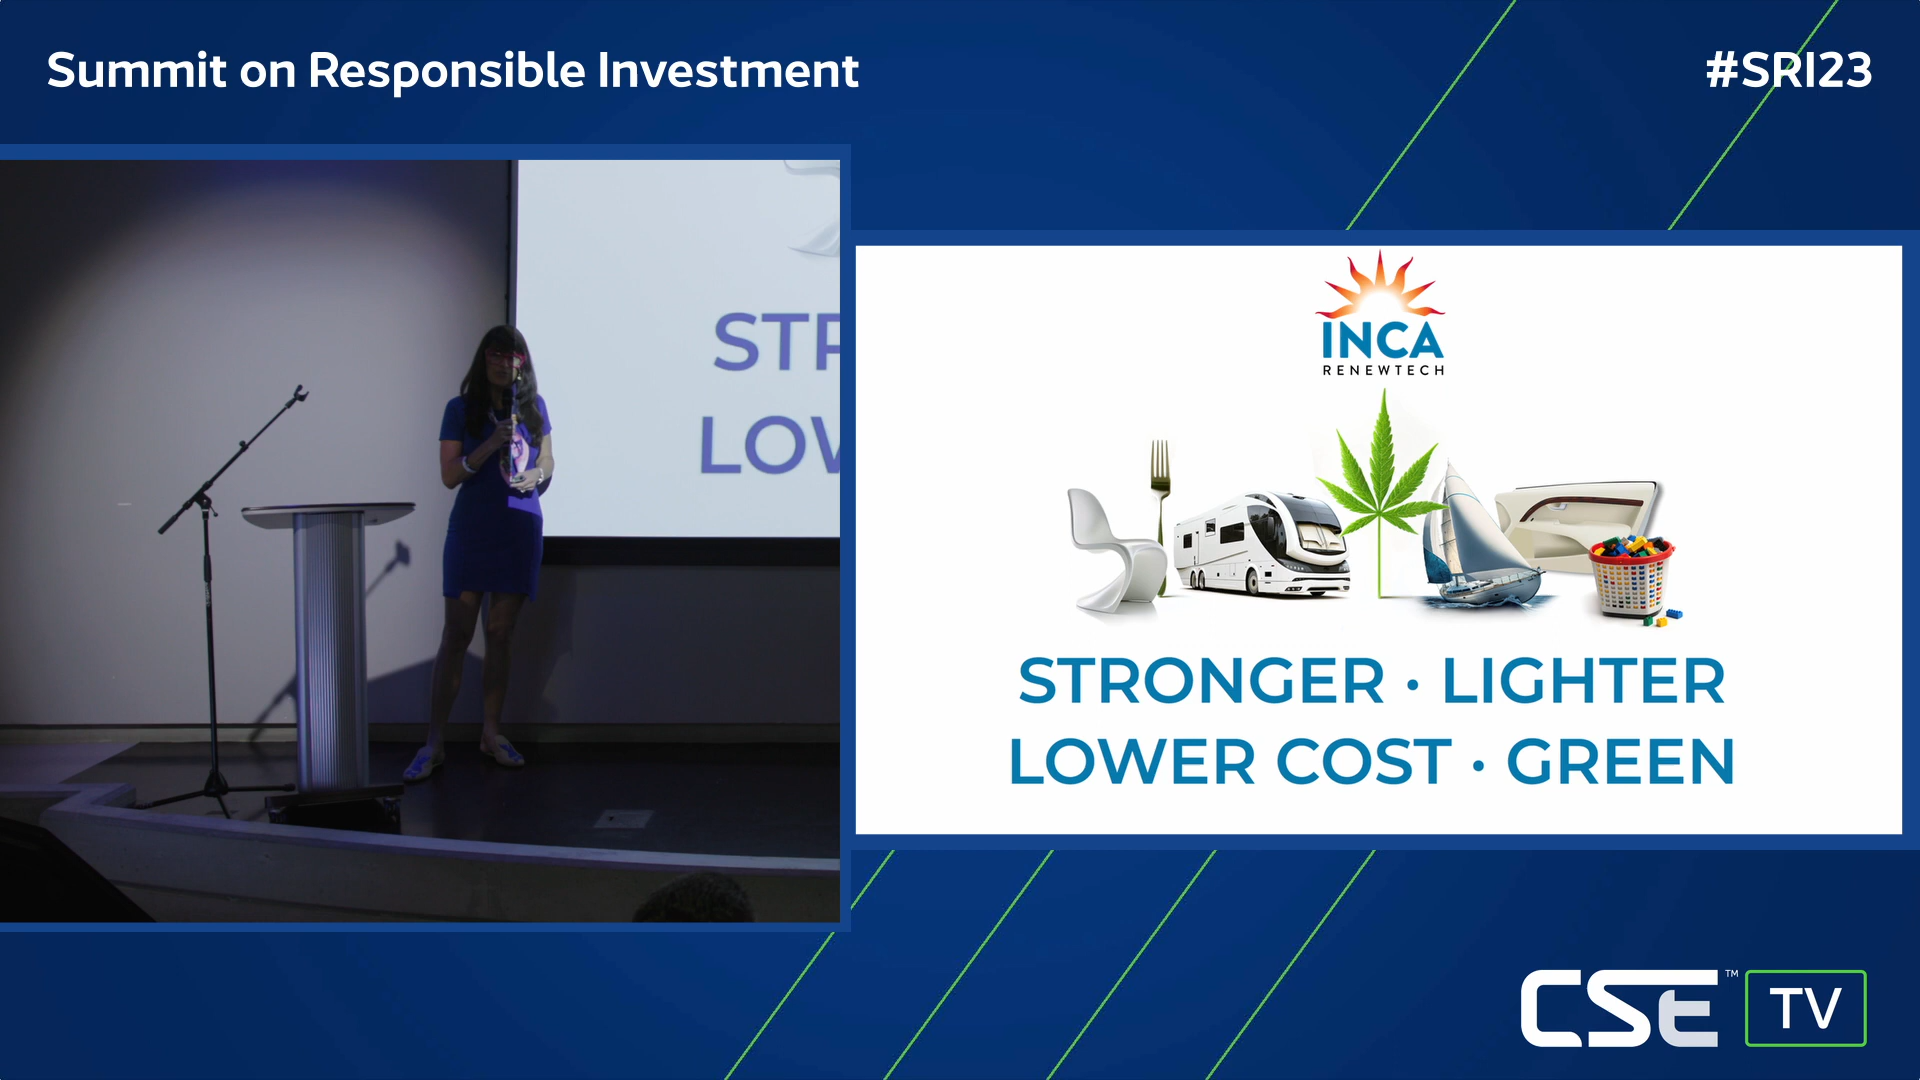 Summit on Responsible Investment
#SRI23
STR
LOW
INCA
RENEWTECH
STRONGER · LIGHTER
LOWER COST · GREEN
CSE™ TV